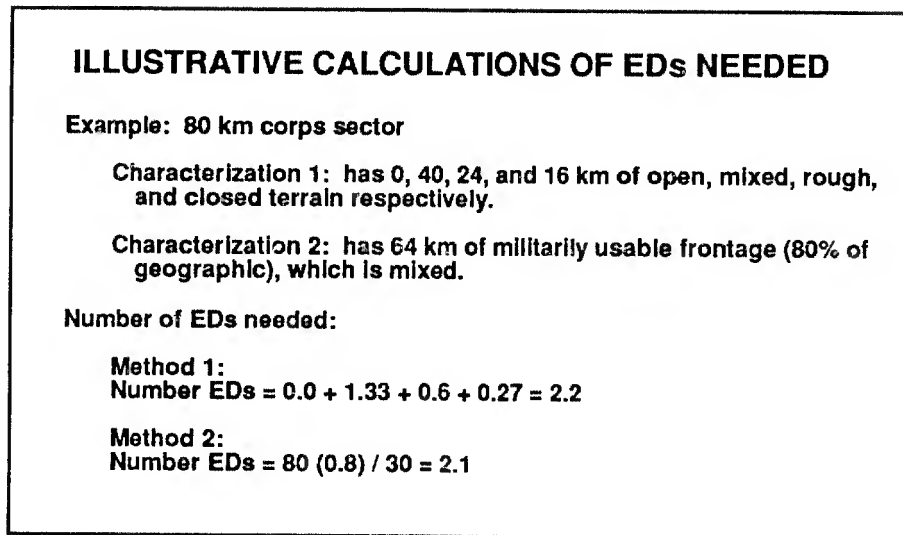 ILLUSTRATIVE CALCULATIONS OF EDs NEEDED
Example: 80 km corps sector
Characterization 1: has 0, 40, 24, and 16 km of open, mixed, rough,
and closed terrain respectively.
Characterization 2: has 64 km of militarily usable frontage (80% of
geographic), which is mixed.
Number of EDs needed:
Method 1:
Number EDs = 0.0 + 1.33 + 0.6 + 0.27 = 2.2
Method 2:
Number EDs = 80 (0.8) / 30 = 2.1